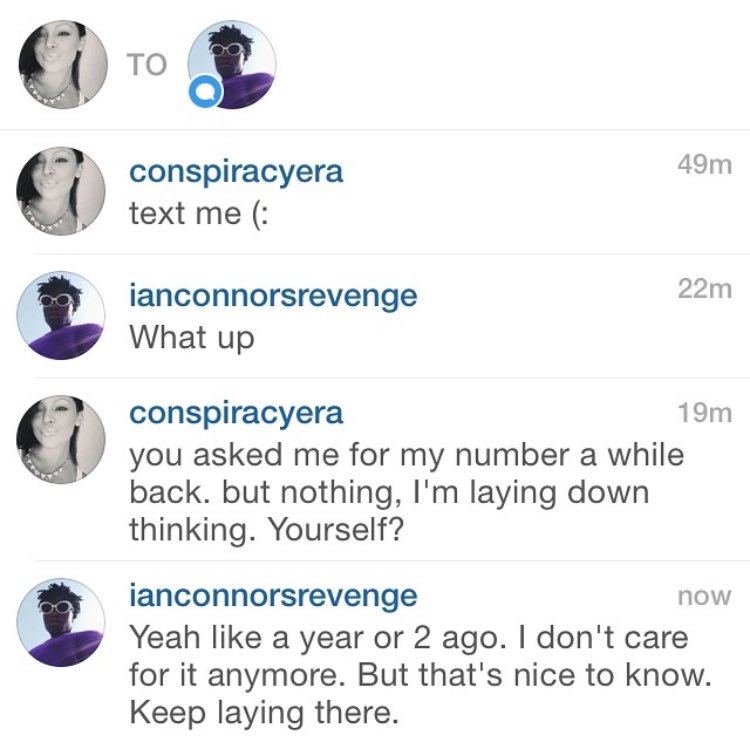 TO
conspiracyera 49m
text me (:
ianconnorsrevenge 22m
What up
conspiracyera 19m
you asked me for my number a while
back. but nothing, I'm laying down
thinking. Yourself?
ianconnorsrevenge now
Yeah like a year or 2 ago. I don't care
for it anymore. But that's nice to know.
Keep laying there.